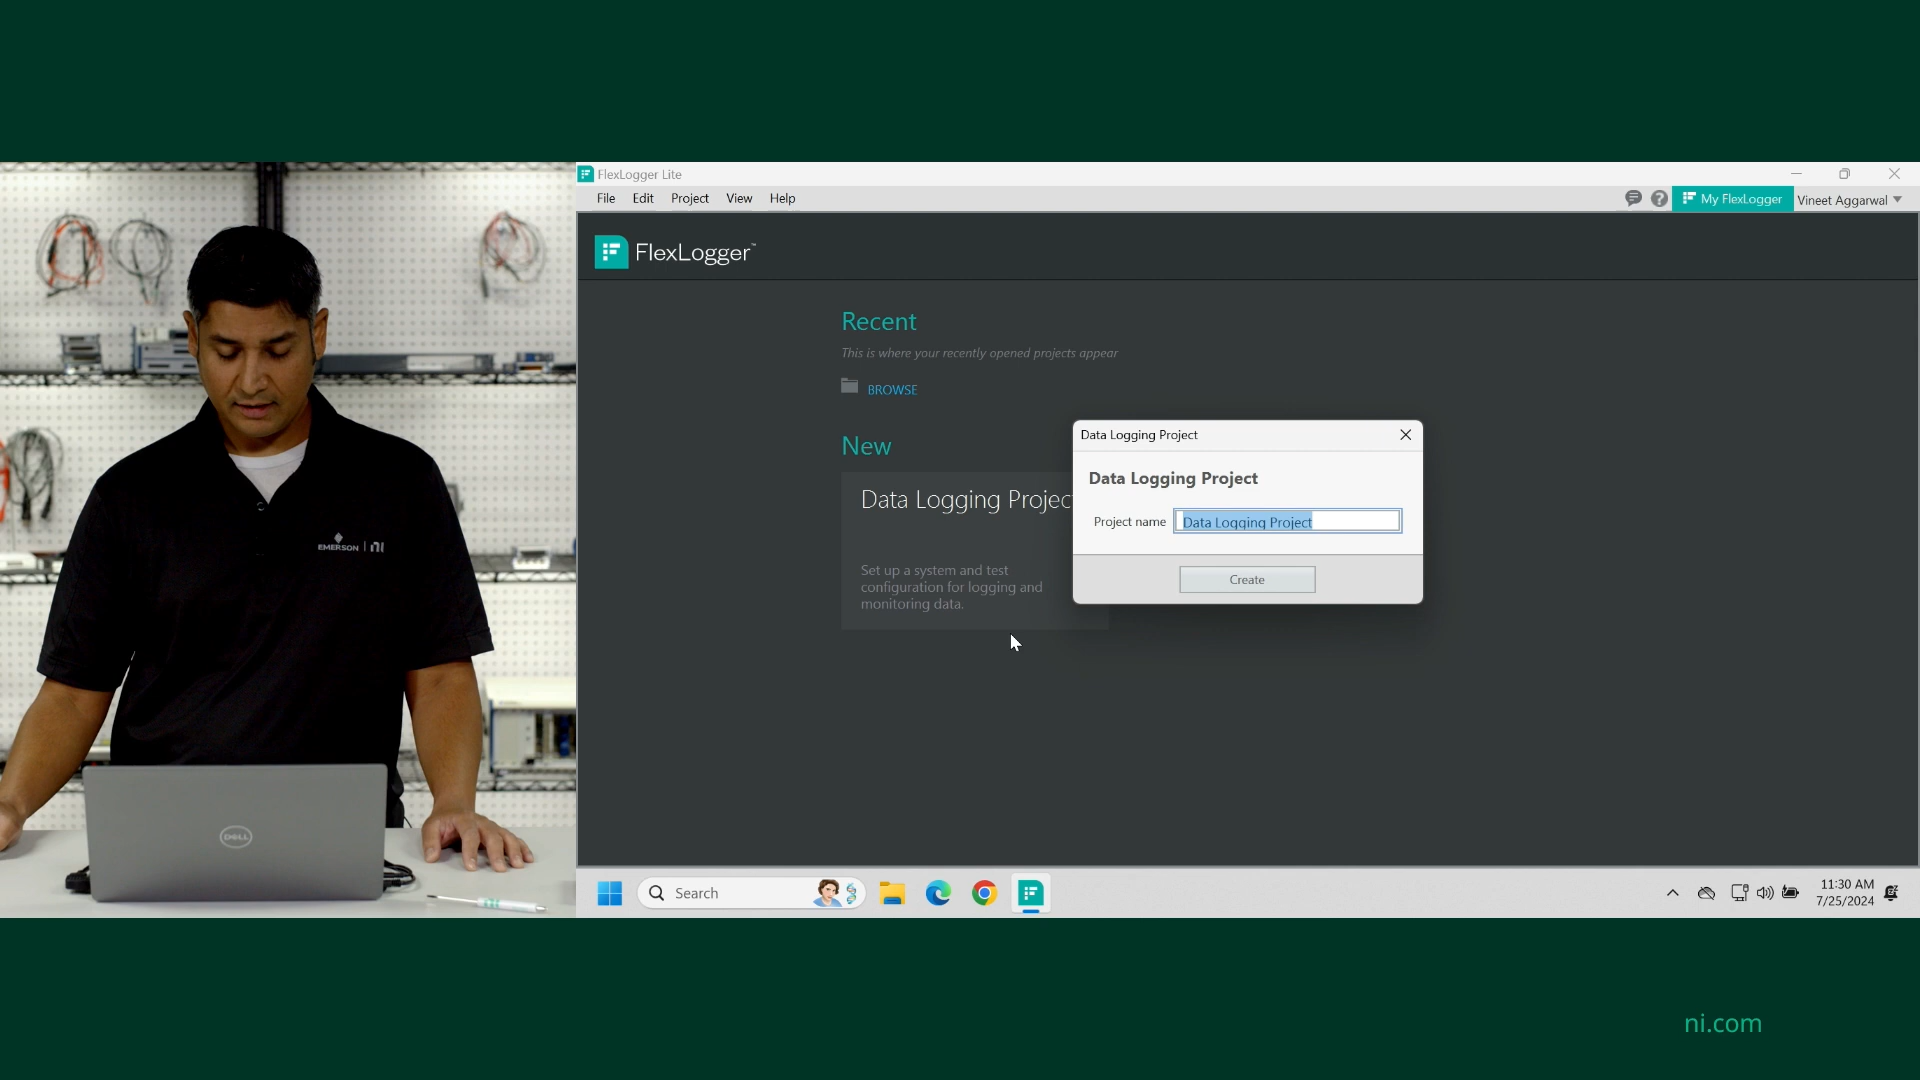 FlexLogger Lite
File Edit Project View Help
My FlexLogger Vineet Aggarwal
FlexLogger™
Recent
This is where your recently opened projects appear
BROWSE
New
Data Logging Projec
Set up a system and test
configuration for logging and
monitoring data.
Data Logging Project
Data Logging Project
Project name Data Logging Project
Create
EMERSON | ni
DELL
Search
11:30 AM
7/25/2024
ni.com